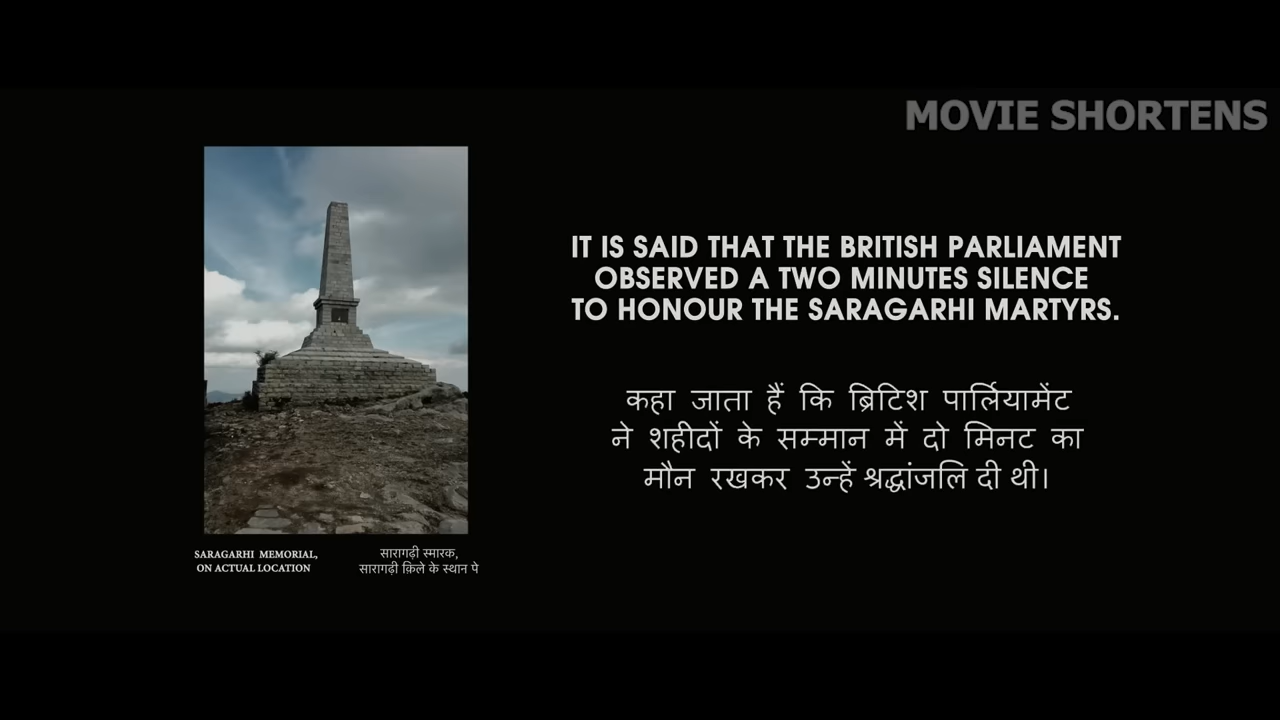 MOVIE SHORTENS
IT IS SAID THAT THE BRITISH PARLIAMENT
OBSERVED A TWO MINUTES SILENCE
TO HONOUR THE SARAGARHI MARTYRS.
कहा जाता हैं कि ब्रिटिश पार्लियामेंट
ने शहीदों के सम्मान में दो मिनट का
मौन रखकर उन्हें श्रद्धांजलि दी थी।
SARAGARHI MEMORIAL,
ON ACTUAL LOCATION
सारागढ़ी स्मारक,
सारागढ़ी क़िले के स्थान पे